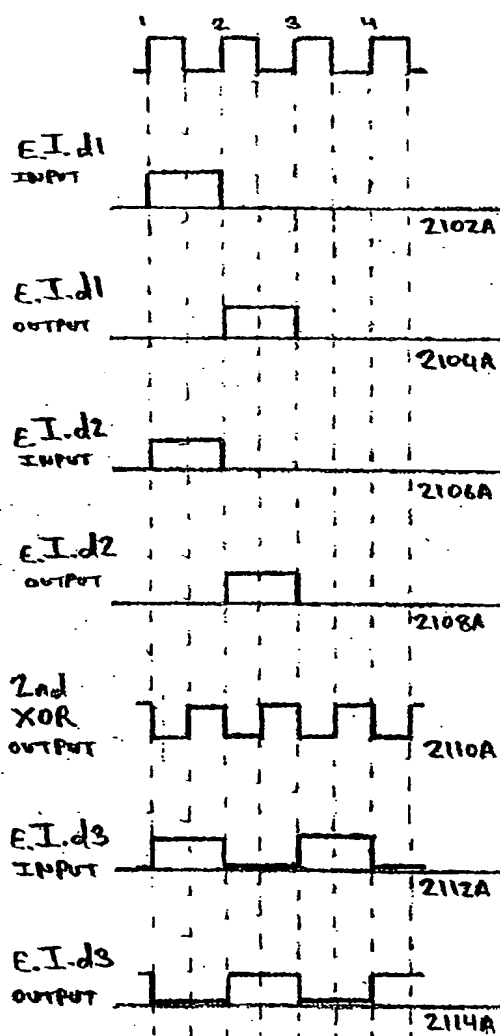 1 2 3 4
E.I.d1
INPUT
2102A
E.I.d1
OUTPUT
2104A
E.I.d2
INPUT
2106A
E.I.d2
OUTPUT
2108A
2nd
XOR
OUTPUT
2110A
E.I.d3
INPUT
2112A
E.I.d3
OUTPUT
2114A